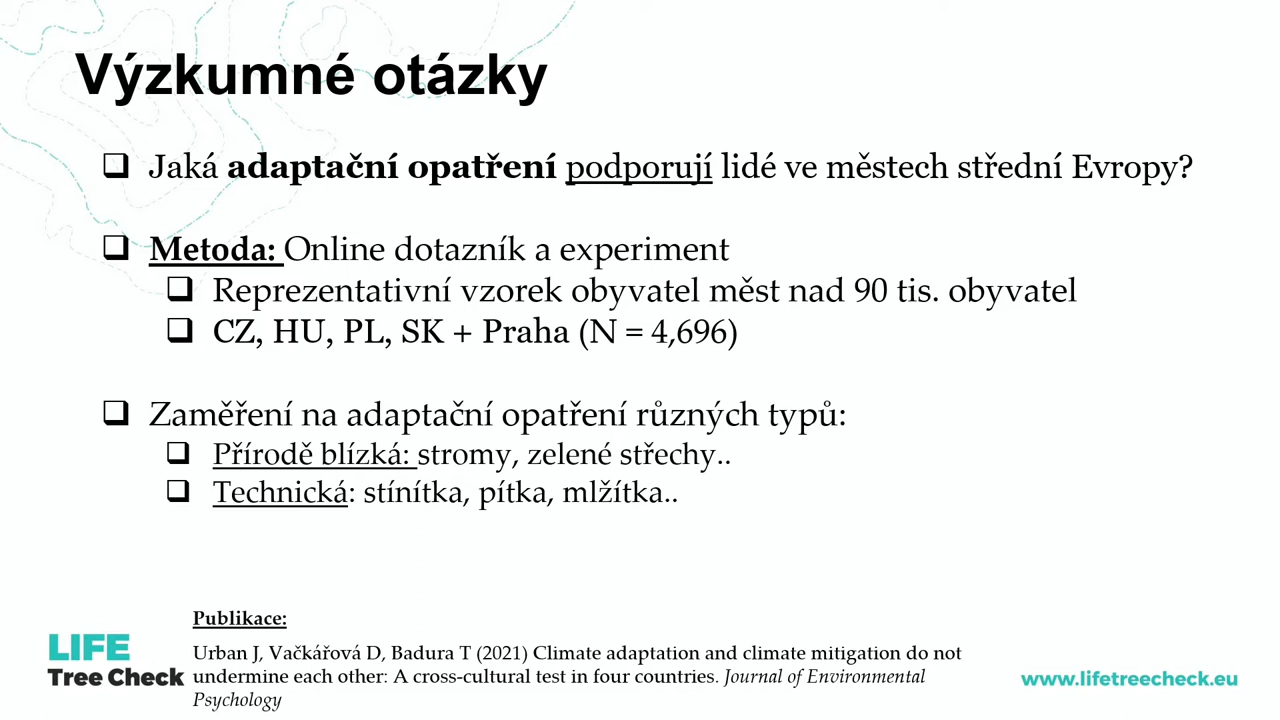 Výzkumné otázky
Jaká adaptační opatření podporují lidé ve městech střední Evropy?
Metoda: Online dotazník a experiment
Reprezentativní vzorek obyvatel měst nad 90 tis. obyvatel
CZ, HU, PL, SK + Praha (N = 4,696)
Zaměření na adaptační opatření různých typů:
Přírodě blízká: stromy, zelené střechy..
Technická: stínítka, pítka, mlžítka..
Publikace:
Urban J, Vačkářová D, Badura T (2021) Climate adaptation and climate mitigation do not
undermine each other: A cross-cultural test in four countries. Journal of Environmental
Psychology
LIFE
Tree Check
www.lifetreecheck.eu